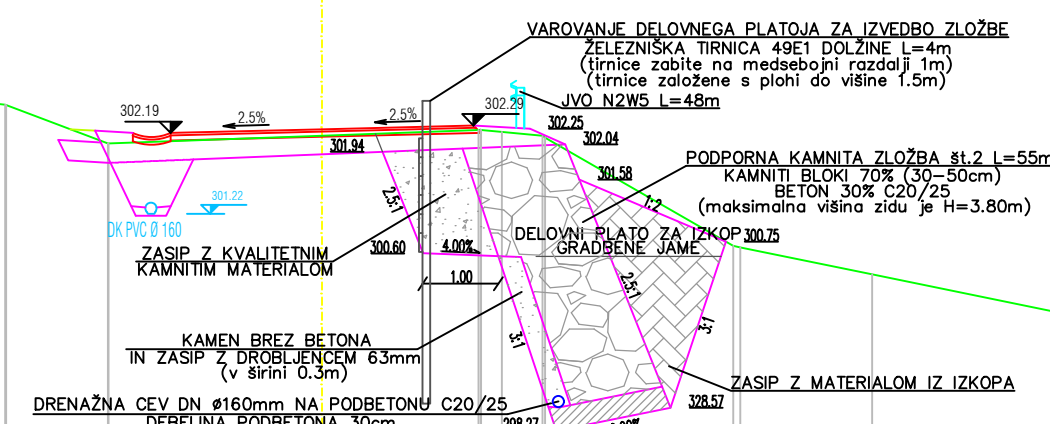 VAROVANJE DELOVNEGA PLATOJA ZA IZVEDBO ZLOŽBE
ŽELEZNIŠKA TIRNICA 49E1 DOLŽINE L=4m
(tirnice zabite na medsebojni razdalji 1m)
(tirnice založene s plohi do višine 1.5m)
JVO N2W5 L=48m
302.19
2.5%
2.5%
302.29
302.25
302.04
301.94
301.58
PODPORNA KAMNITA ZLOŽBA št.2 L=55m
KAMNITI BLOKI 70% (30-50cm)
BETON 30% C20/25
(maksimalna višina zidu je H=3.80m)
301.22
2.5:1
1:2
DK PVC Ø 160
DELOVNI PLATO ZA IZKOP
GRADBENE JAME
300.75
300.60
4.00%
ZASIP Z KVALITETNIM
KAMNITIM MATERIALOM
1.00
2.5:1
3:1
3:1
KAMEN BREZ BETONA
IN ZASIP Z DROBLJENCEM 63mm
(v širini 0.3m)
ZASIP Z MATERIALOM IZ IZKOPA
328.57
DRENAŽNA CEV DN Ø160mm NA PODBETONU C20/25
DEBELINA PODBETONA 30cm
298.27